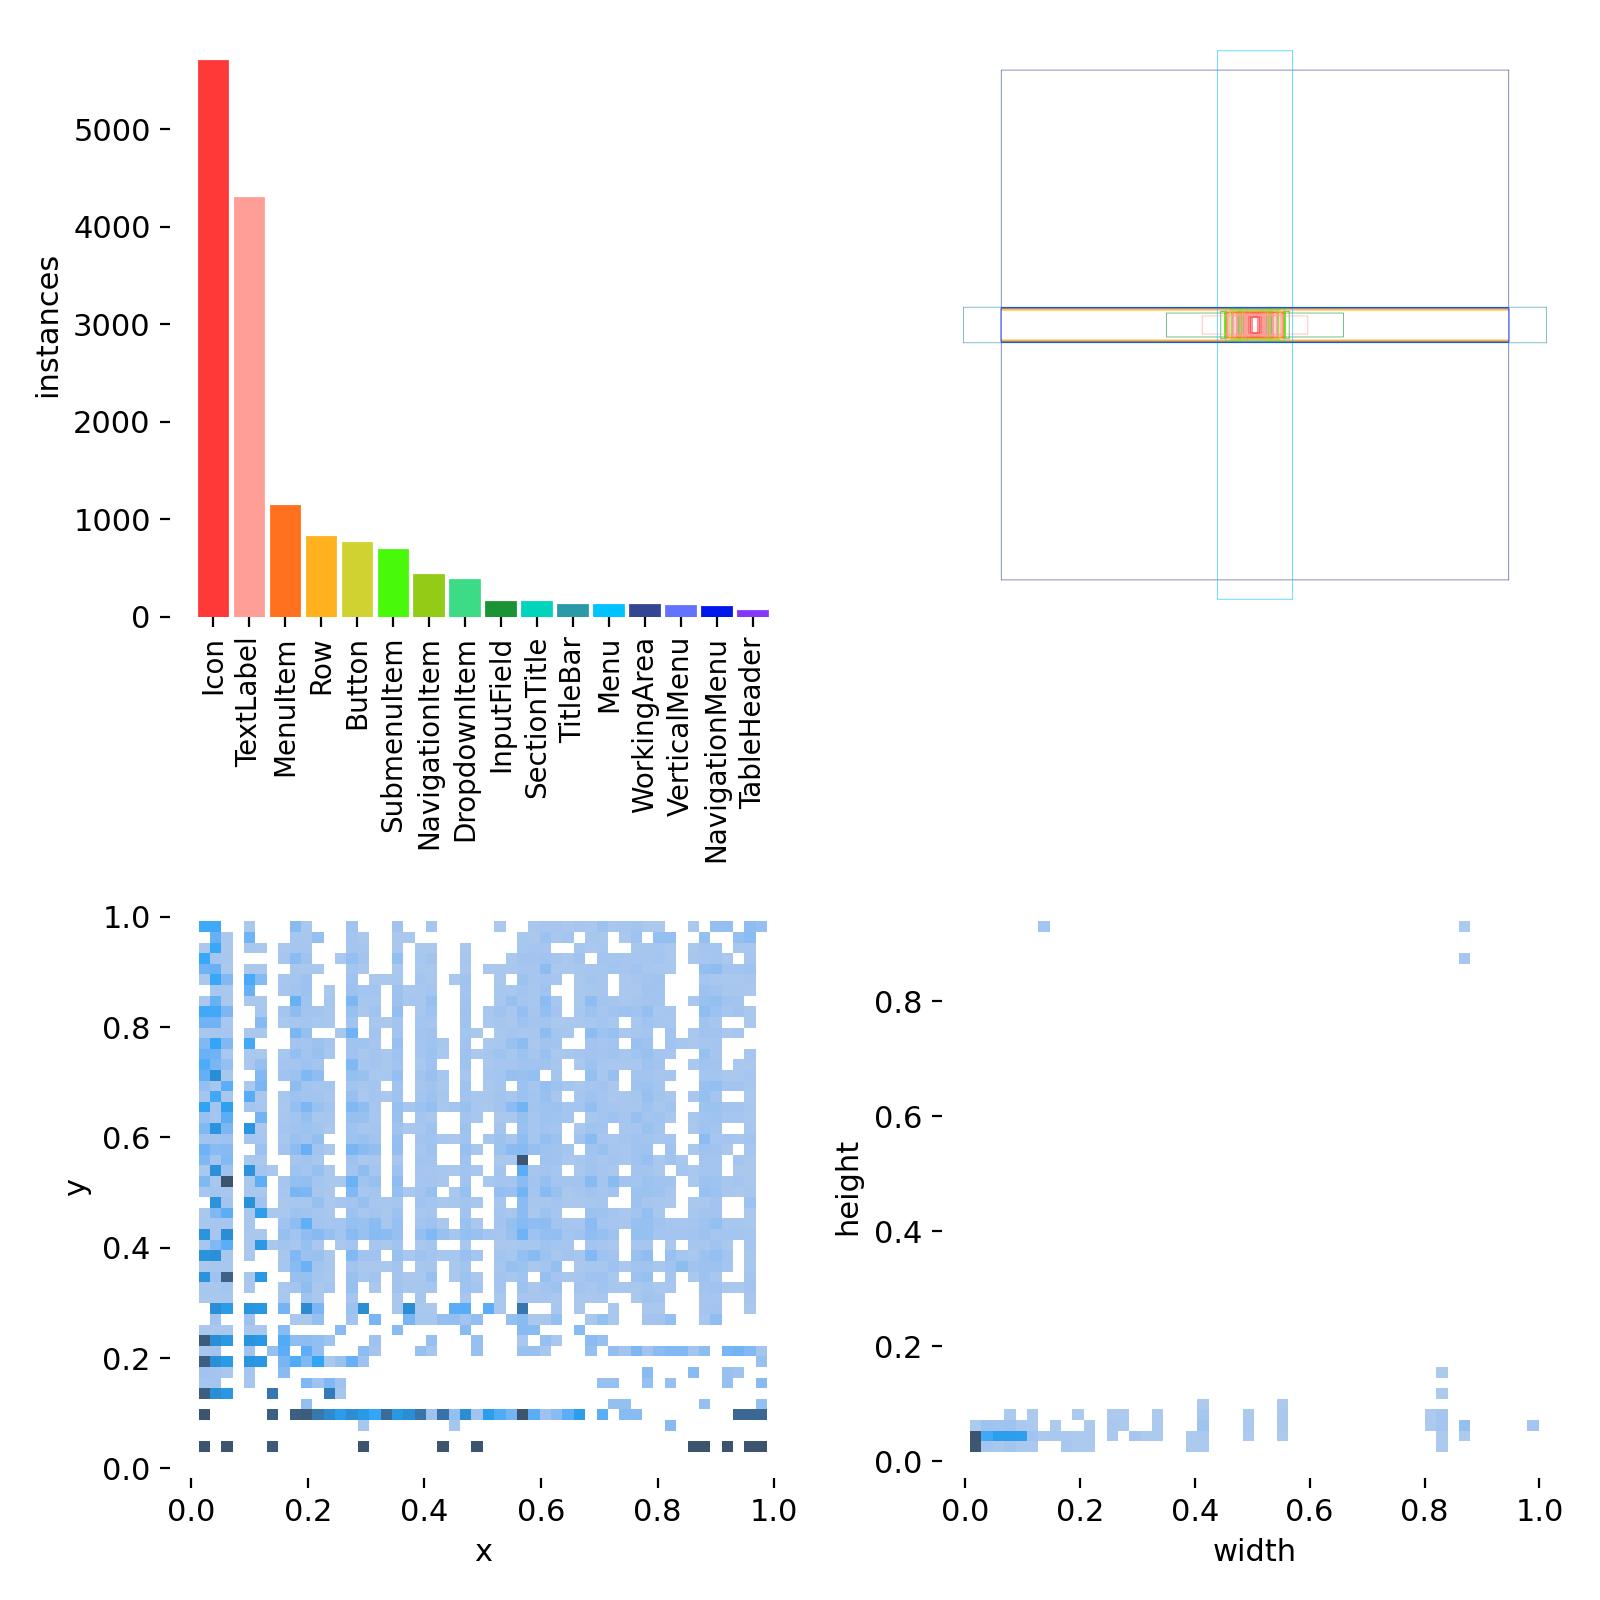 instances
5000
4000
3000
2000
1000
0
Icon
TextLabel
MenuItem
Row
Button
SubmenuItem
NavigationItem
DropdownItem
InputField
SectionTitle
TitleBar
Menu
WorkingArea
VerticalMenu
NavigationMenu
TableHeader
y
1.0
0.8
0.6
0.4
0.2
0.0
0.0 0.2 0.4 0.6 0.8 1.0
x
height
0.8
0.6
0.4
0.2
0.0
0.0 0.2 0.4 0.6 0.8 1.0
width